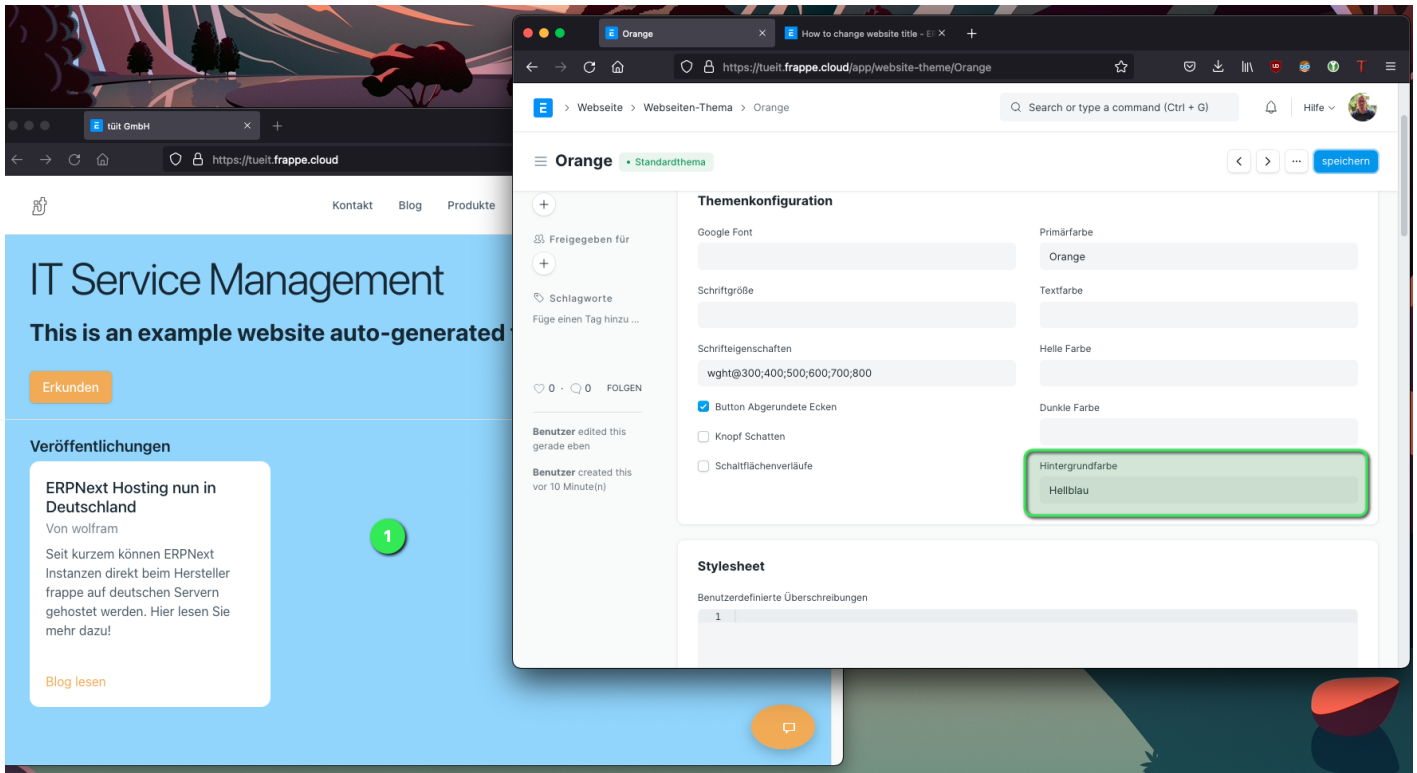 tüit GmbH
https://tueit.frappe.cloud
Kontakt Blog Produkte
IT Service Management
This is an example website auto-generated
Erkunden
Veröffentlichungen
ERPNext Hosting nun in
Deutschland
Von wolfram
Seit kurzem können ERPNext
Instanzen direkt beim Hersteller
frappe auf deutschen Servern
gehostet werden. Hier lesen Sie
mehr dazu!
Blog lesen
1
Orange
How to change website title - ER
https://tueit.frappe.cloud/app/website-theme/Orange
E > Webseite > Webseiten-Thema > Orange
Search or type a command (Ctrl + G)
Hilfe
Orange • Standardthema
speichern
Freigegeben für
Schlagworte
Füge einen Tag hinzu ...
0 · 0 FOLGEN
Benutzer edited this
gerade eben
Benutzer created this
vor 10 Minute(n)
Themenkonfiguration
Google Font
Schriftgröße
Schrifteigenschaften
wght@300;400;500;600;700;800
Button Abgerundete Ecken
Knopf Schatten
Schaltflächenverläufe
Primärfarbe
Orange
Textfarbe
Helle Farbe
Dunkle Farbe
Hintergrundfarbe
Hellblau
Stylesheet
Benutzerdefinierte Überschreibungen
1